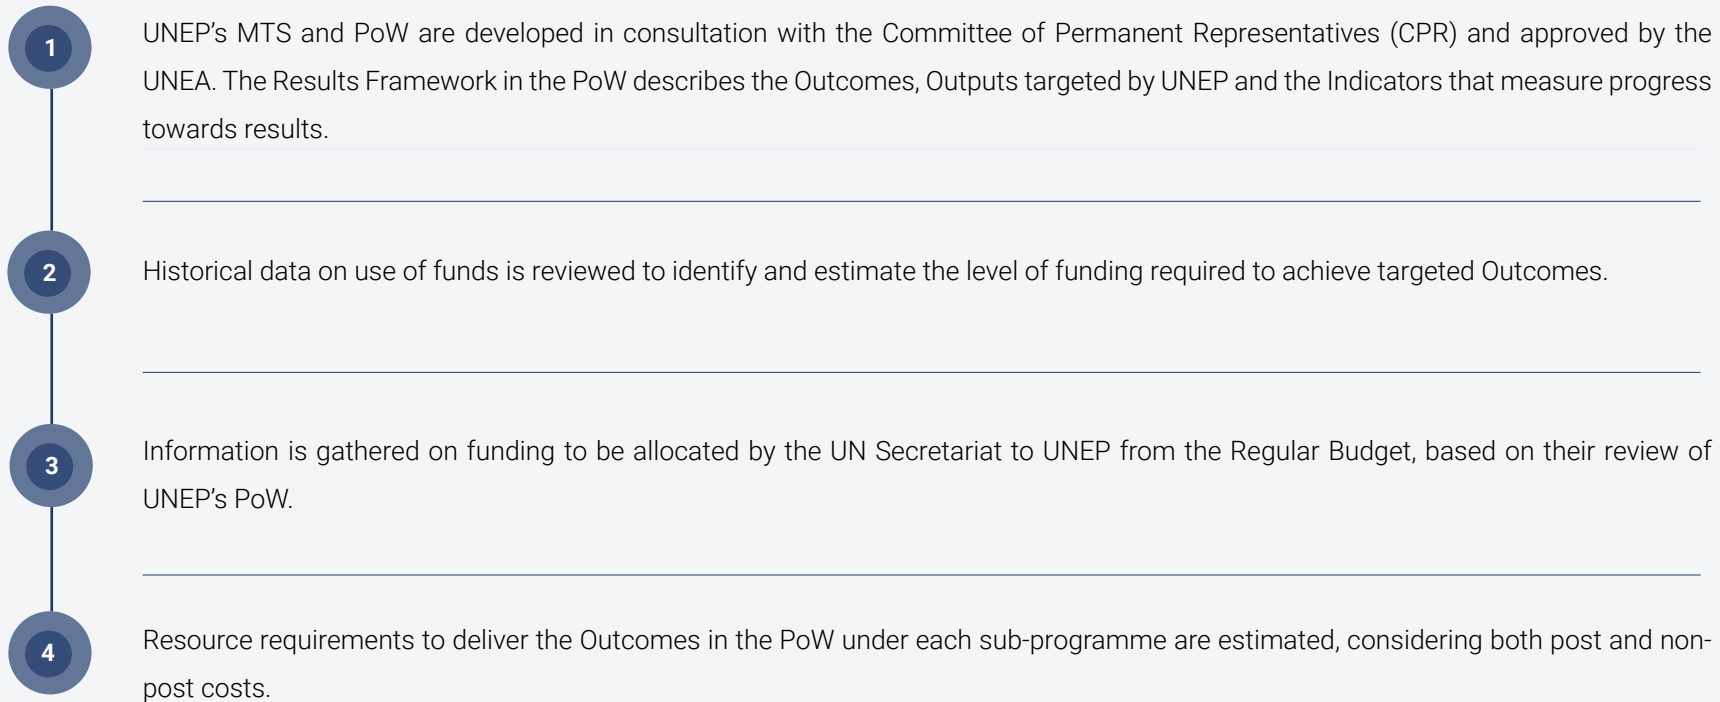 1
UNEP’s MTS and PoW are developed in consultation with the Committee of Permanent Representatives (CPR) and approved by the
UNEA. The Results Framework in the PoW describes the Outcomes, Outputs targeted by UNEP and the Indicators that measure progress
towards results.
2
Historical data on use of funds is reviewed to identify and estimate the level of funding required to achieve targeted Outcomes.
3
Information is gathered on funding to be allocated by the UN Secretariat to UNEP from the Regular Budget, based on their review of
UNEP’s PoW.
4
Resource requirements to deliver the Outcomes in the PoW under each sub-programme are estimated, considering both post and non-
post costs.